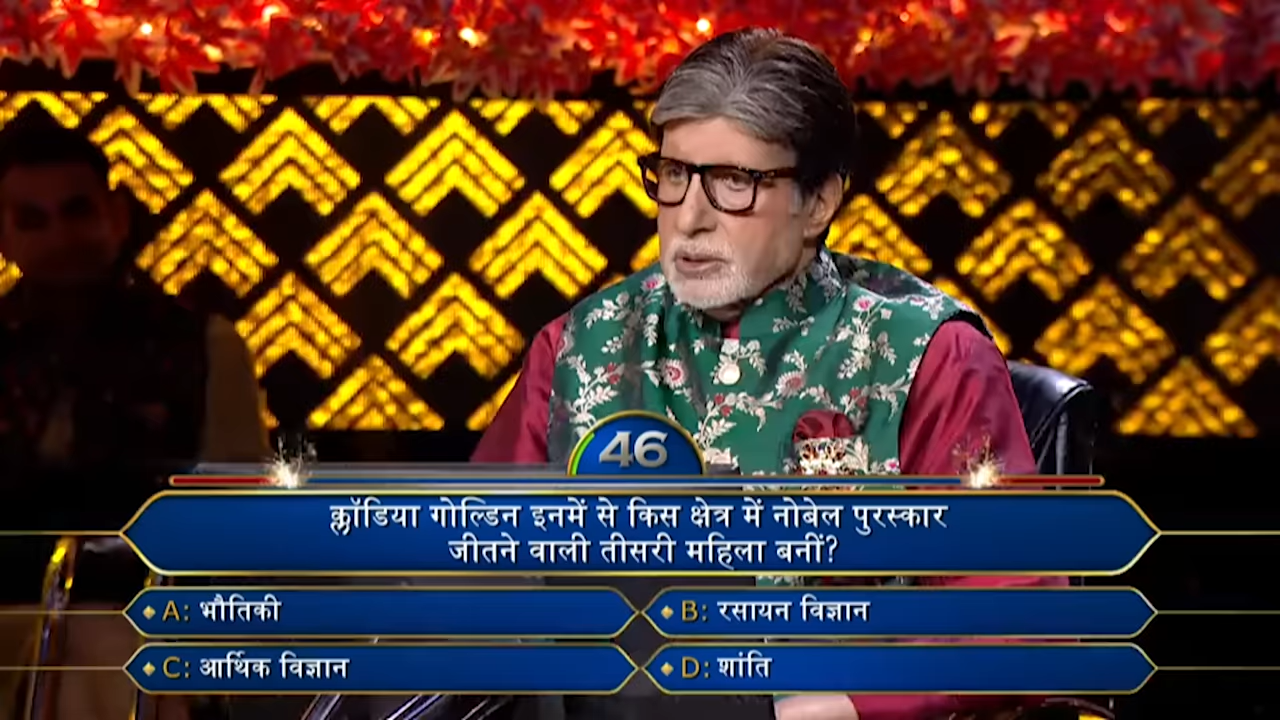 46
क्लॉडिया गोल्डिन इनमें से किस क्षेत्र में नोबेल पुरस्कार
जीतने वाली तीसरी महिला बनीं?
A: भौतिकी
B: रसायन विज्ञान
C: आर्थिक विज्ञान
D: शांति